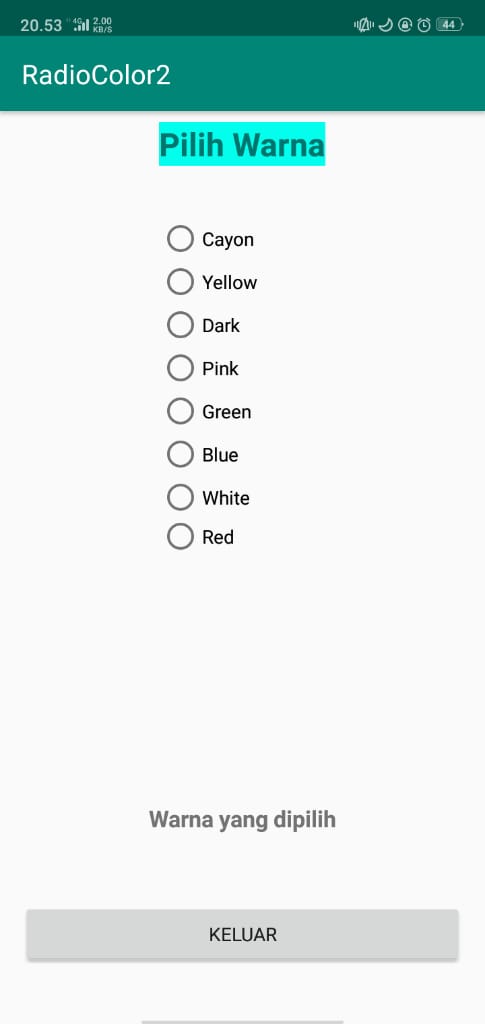 20.53 4G 2.00 KB/S 44
RadioColor2
Pilih Warna
Cayon
Yellow
Dark
Pink
Green
Blue
White
Red
Warna yang dipilih
KELUAR